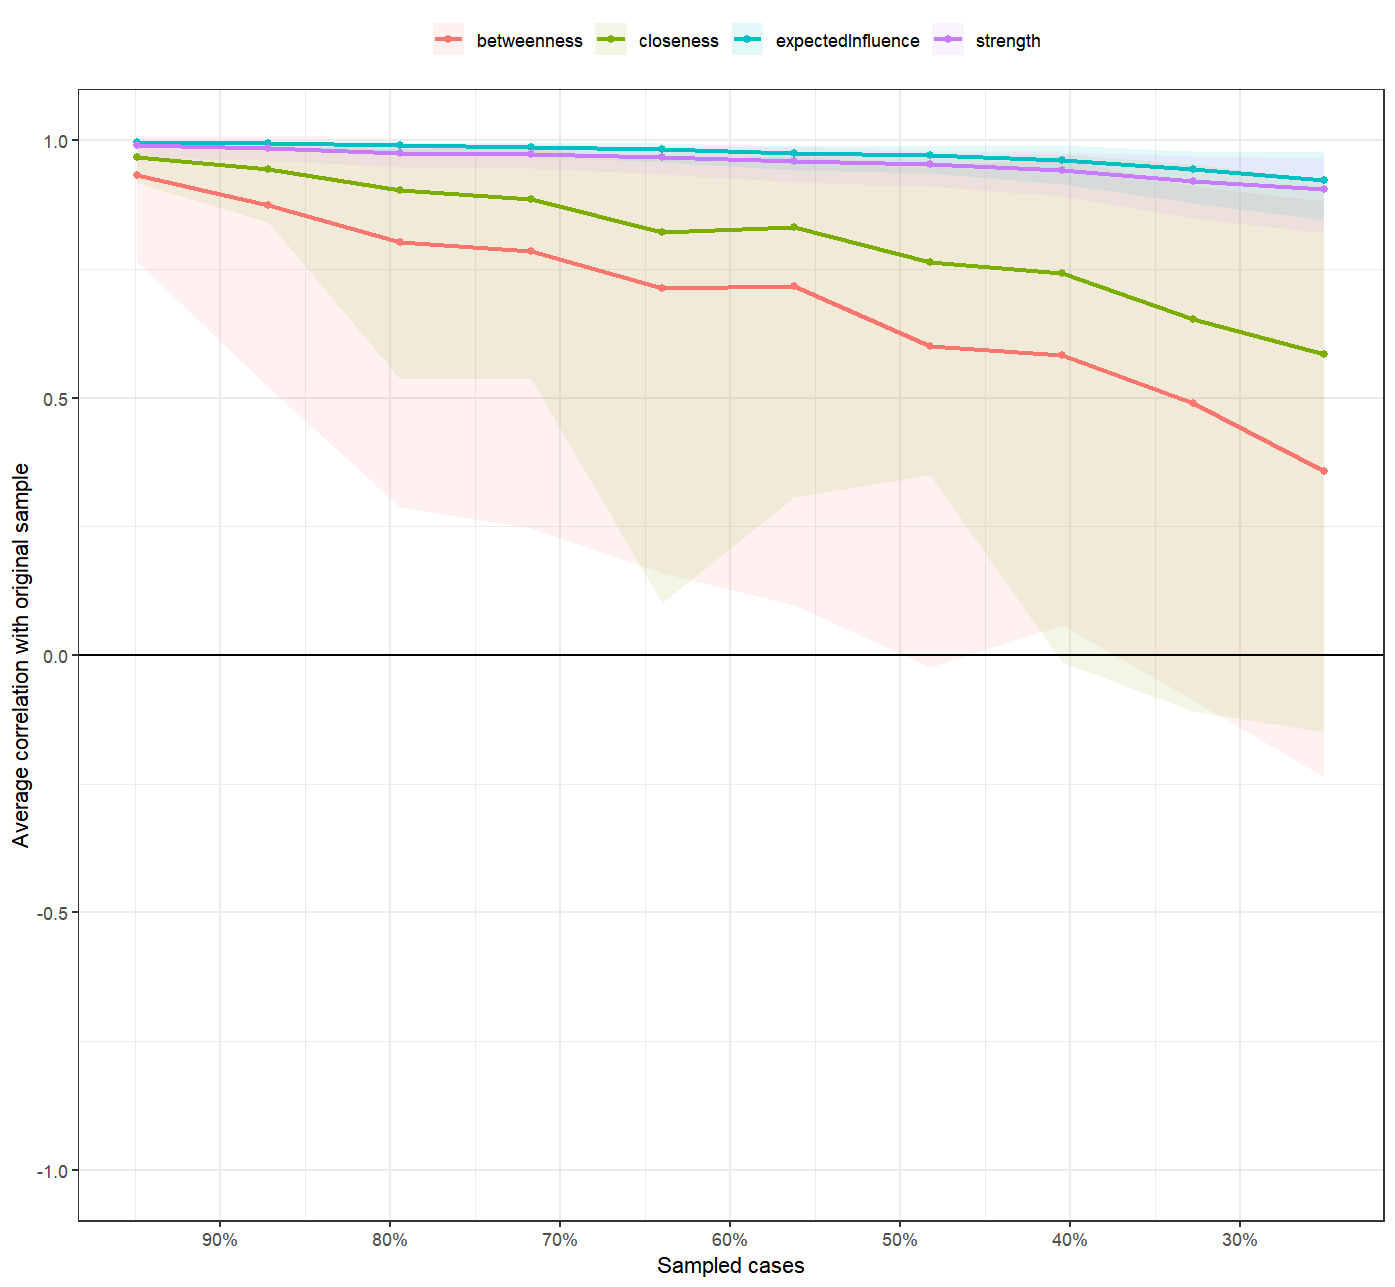 betweenness closeness expectedInfluence strength
1.0
0.5
0.0
-0.5
-1.0
Average correlation with original sample
90% 80% 70% 60% 50% 40% 30%
Sampled cases